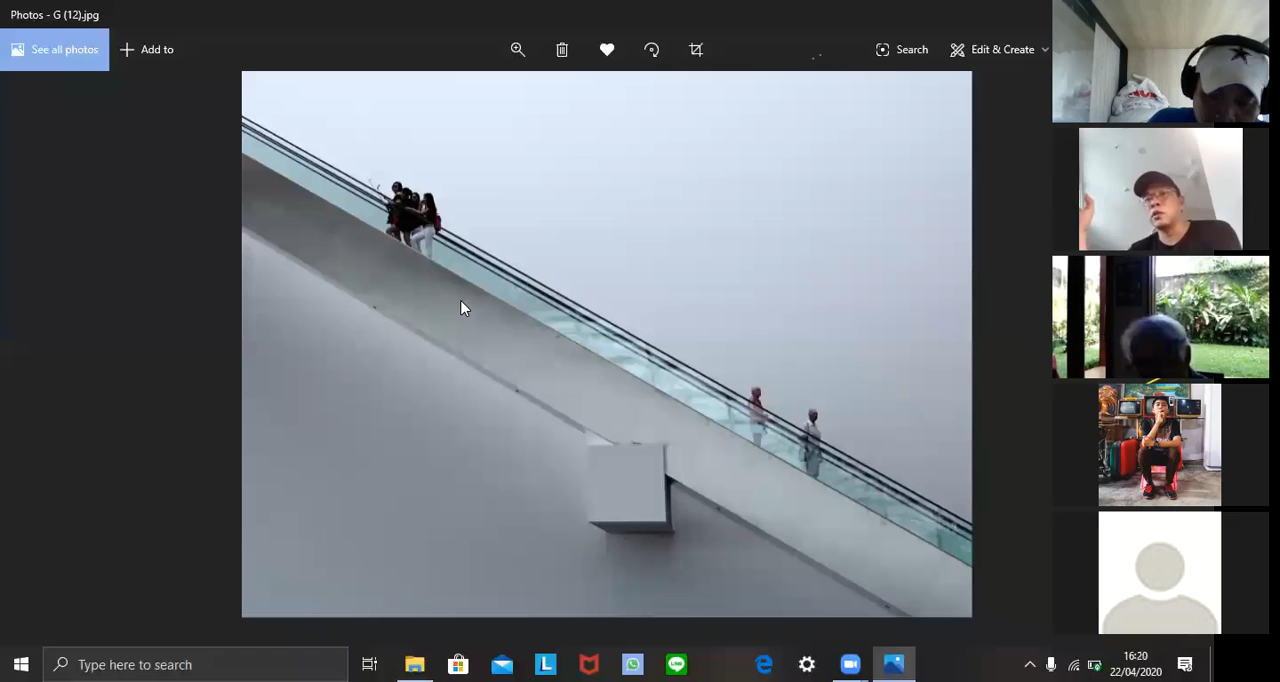 Photos - G (12).jpg
See all photos
Add to
Search
Edit & Create
Type here to search
16:20
22/04/2020